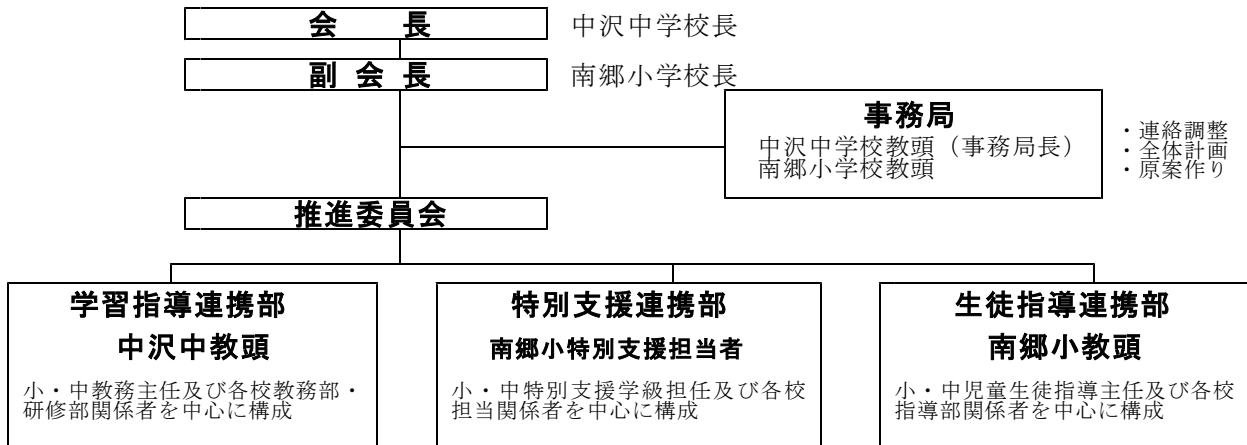 会　長　中沢中学校長
副会長　南郷小学校長
事務局
中沢中学校教頭（事務局長）
南郷小学校教頭
・連絡調整
・全体計画
・原案作り
推進委員会
学習指導連携部
中沢中教頭
小・中教務主任及び各校教務部・
研修部関係者を中心に構成
特別支援連携部
南郷小特別支援担当者
小・中特別支援学級担任及び各校
担当関係者を中心に構成
生徒指導連携部
南郷小教頭
小・中児童生徒指導主任及び各校
指導部関係者を中心に構成